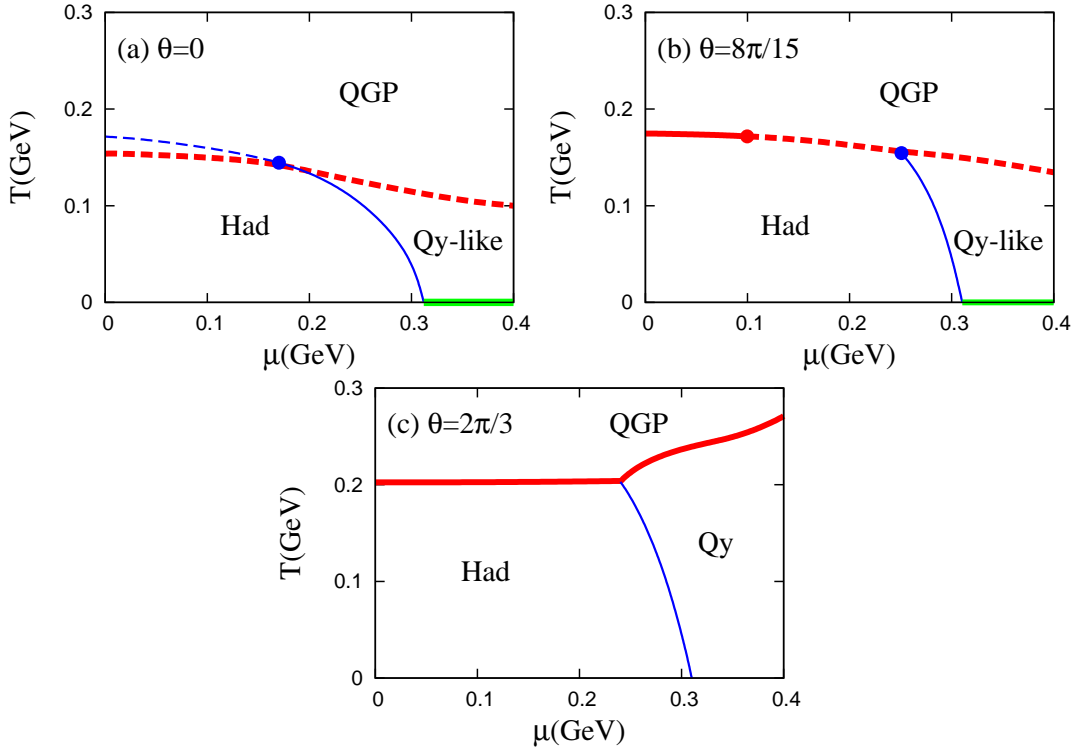 (a) θ=0
QGP
Had
Qy-like
T(GeV)
0.3
0.2
0.1
0
0
0.1
0.2
0.3
0.4
μ(GeV)
(b) θ=8π/15
QGP
Had
Qy-like
T(GeV)
0.3
0.2
0.1
0
0
0.1
0.2
0.3
0.4
μ(GeV)
(c) θ=2π/3
QGP
Had
Qy
T(GeV)
0.3
0.2
0.1
0
0
0.1
0.2
0.3
0.4
μ(GeV)